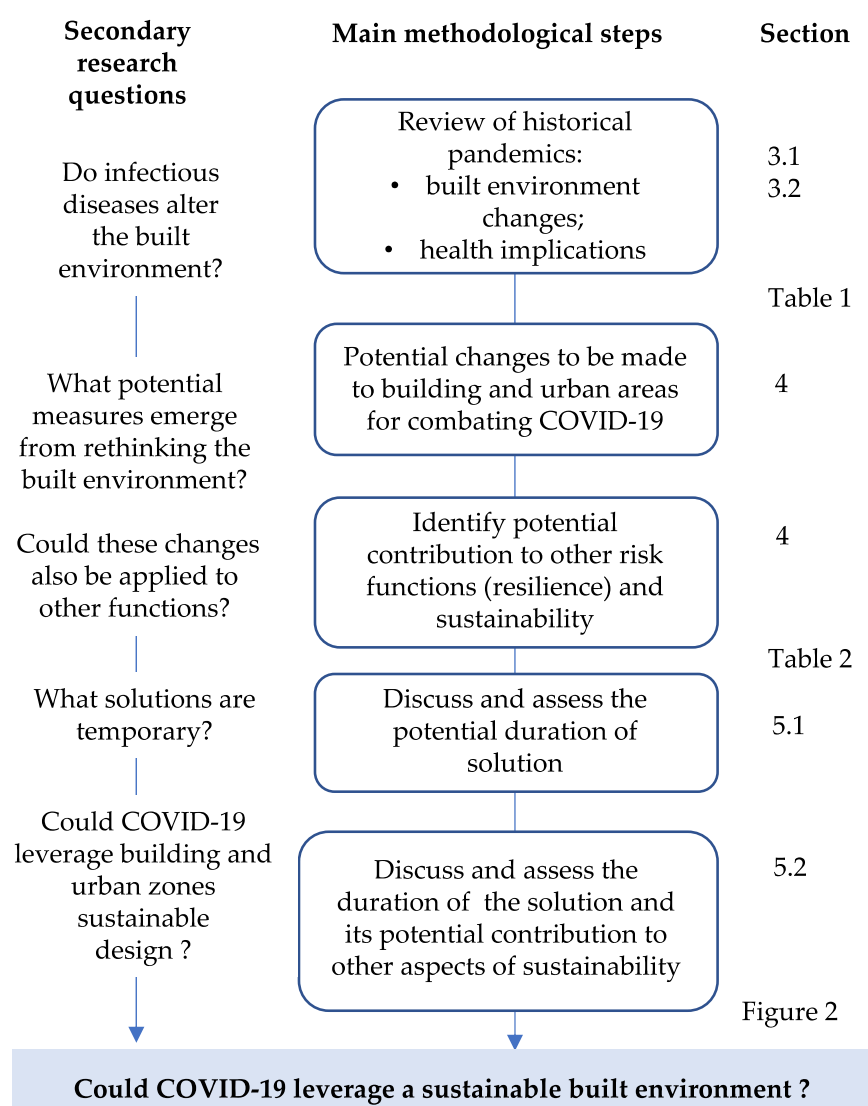 Secondary
research
questions
Main methodological steps
Section
Do infectious
diseases alter
the built
environment?
Review of historical
pandemics:
• built environment
changes;
• health implications
3.1
3.2
Table 1
What potential
measures emerge
from rethinking the
built environment?
Potential changes to be made
to building and urban areas
for combating COVID-19
4
Could these changes
also be applied to
other functions?
Identify potential
contribution to other risk
functions (resilience) and
sustainability
4
Table 2
What solutions are
temporary?
Discuss and assess the
potential duration of
solution
5.1
Could COVID-19
leverage building and
urban zones
sustainable
design ?
Discuss and assess the
duration of the solution and
its potential contribution to
other aspects of sustainability
5.2
Figure 2
Could COVID-19 leverage a sustainable built environment ?